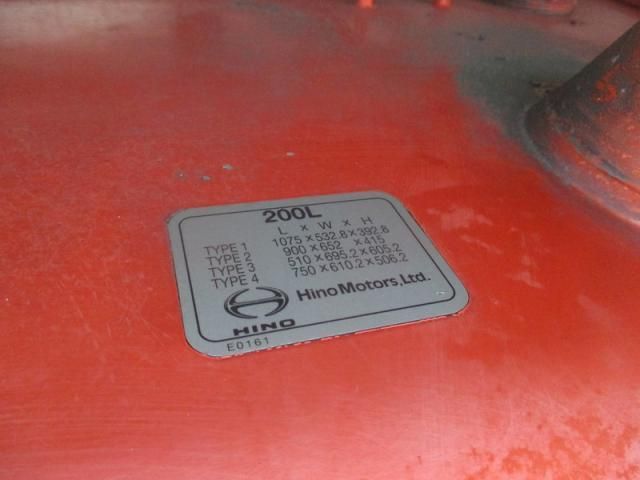 200L
L × W × H
TYPE 1 1075×532.8×392.8
TYPE 2 900×652 ×415
TYPE 3 510×695.2×605.2
TYPE 4 750×610.2×506.2
HINO Hino Motors, Ltd.
E0161